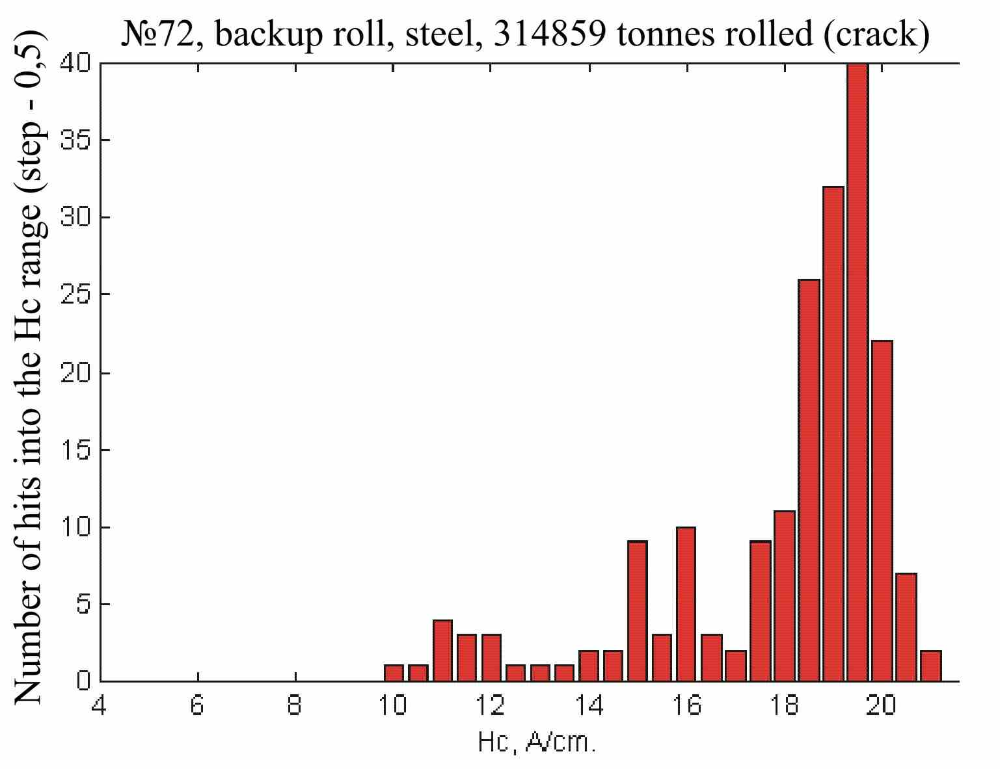 №72, backup roll, steel, 314859 tonnes rolled (crack)
Number of hits into the Hc range (step - 0,5)
40
35
30
25
20
15
10
5
0
4 6 8 10 12 14 16 18 20
Hc, A/cm.